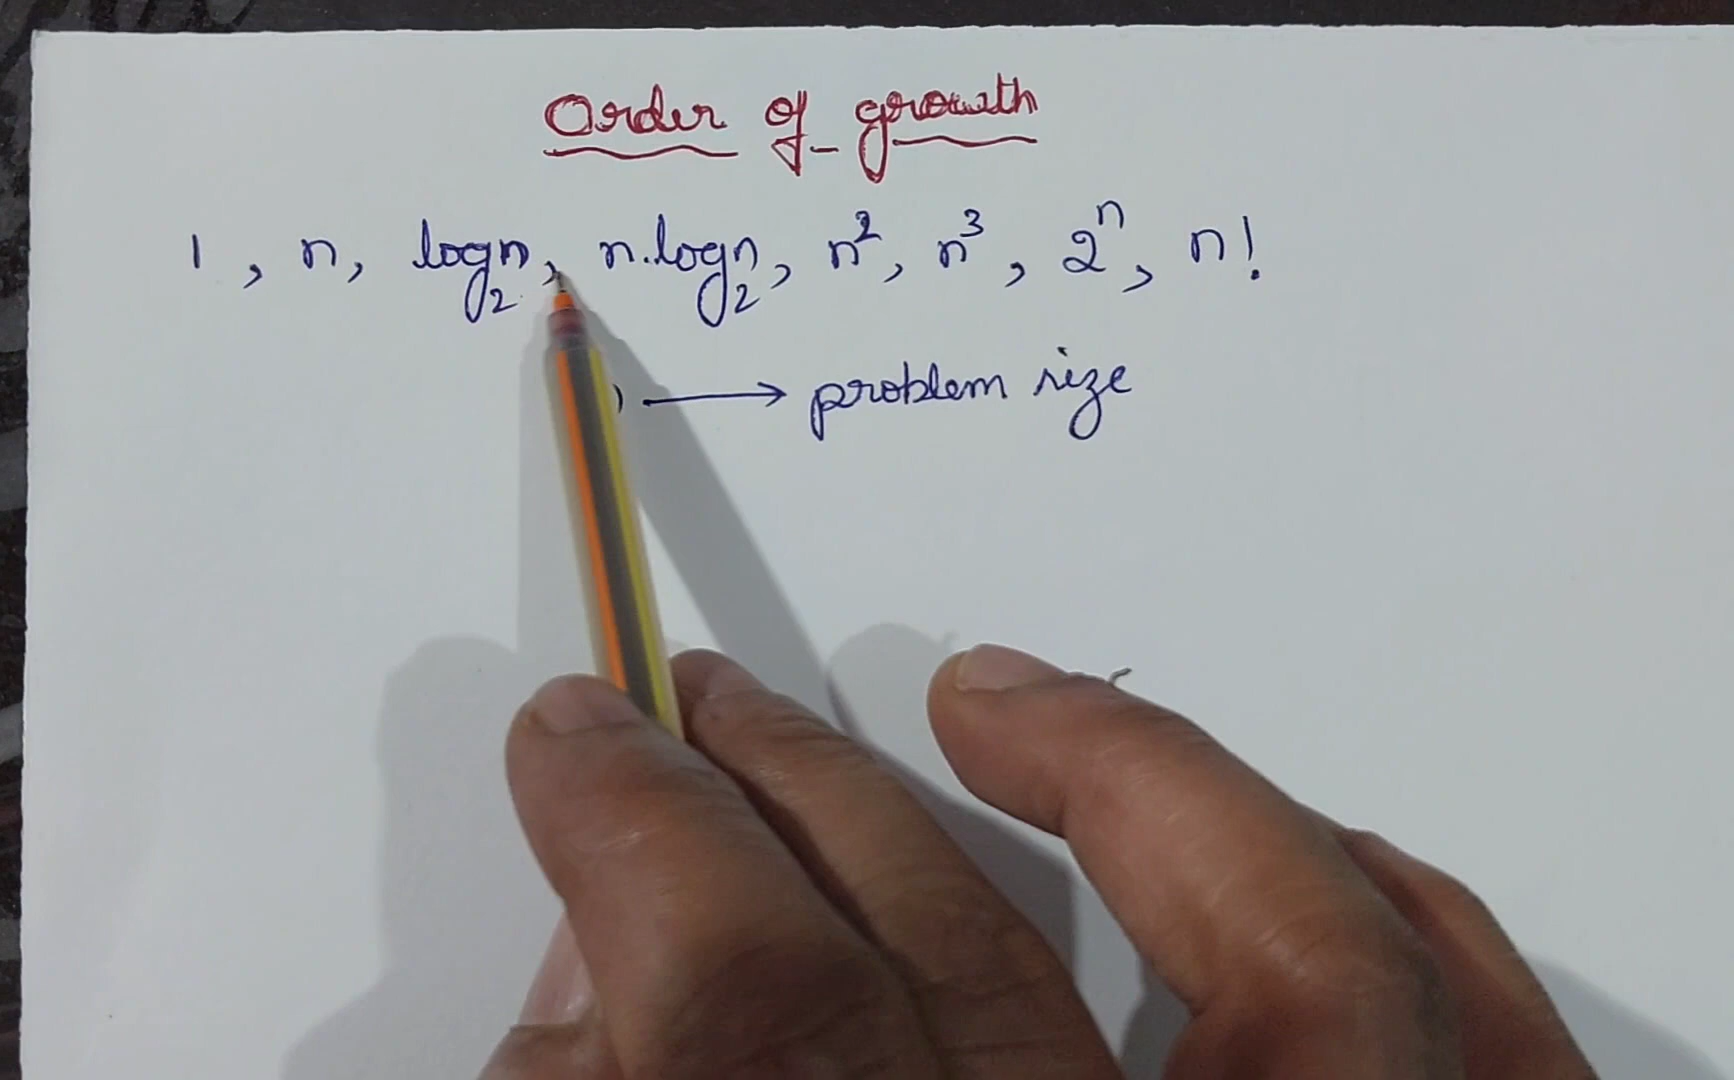 Order of growth
1, n, log₂n, n.log₂n, n², n³, 2ⁿ, n!
→ problem size